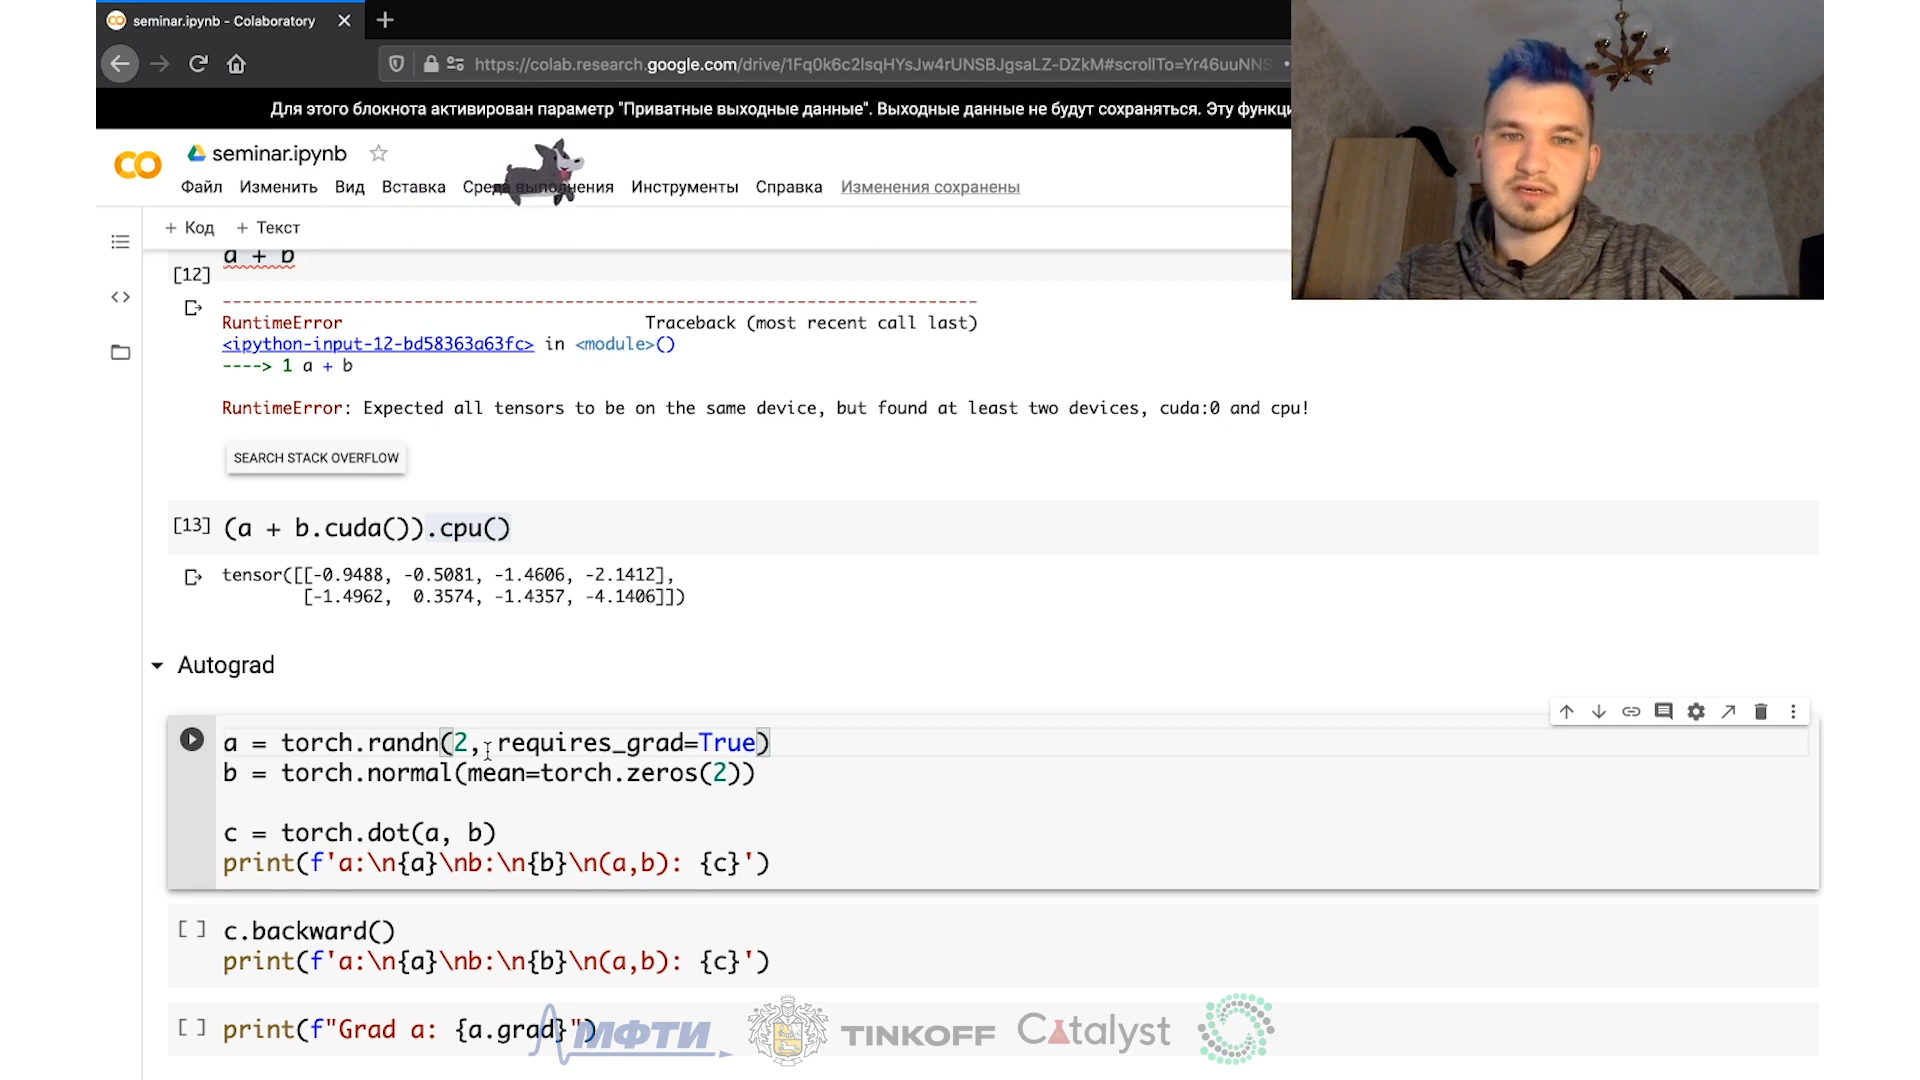 seminar.ipynb - Colaboratory
https://colab.research.google.com/drive/1Fq0k6c2lsqHYsJw4rUNSBJgsaLZ-DZkM#scrollTo=Yr46uuNNS
Для этого блокнота активирован параметр "Приватные выходные данные". Выходные данные не будут сохраняться. Эту функци
CO
seminar.ipynb
Файл Изменить Вид Вставка Среда выполнения Инструменты Справка Изменения сохранены
+ Код + Текст
a + b
[12]
---------------------------------------------------------------------------
RuntimeError Traceback (most recent call last)
<ipython-input-12-bd58363a63fc> in <module>()
----> 1 a + b
RuntimeError: Expected all tensors to be on the same device, but found at least two devices, cuda:0 and cpu!
SEARCH STACK OVERFLOW
[13] (a + b.cuda()).cpu()
tensor([[-0.9488, -0.5081, -1.4606, -2.1412],
[-1.4962, 0.3574, -1.4357, -4.1406]])
Autograd
a = torch.randn(2, requires_grad=True)
b = torch.normal(mean=torch.zeros(2))
c = torch.dot(a, b)
print(f'a:\n{a}\nb:\n{b}\n(a,b): {c}')
[ ] c.backward()
print(f'a:\n{a}\nb:\n{b}\n(a,b): {c}')
[ ] print(f"Grad a: {a.grad}")
МФТИ TINKOFF Catalyst